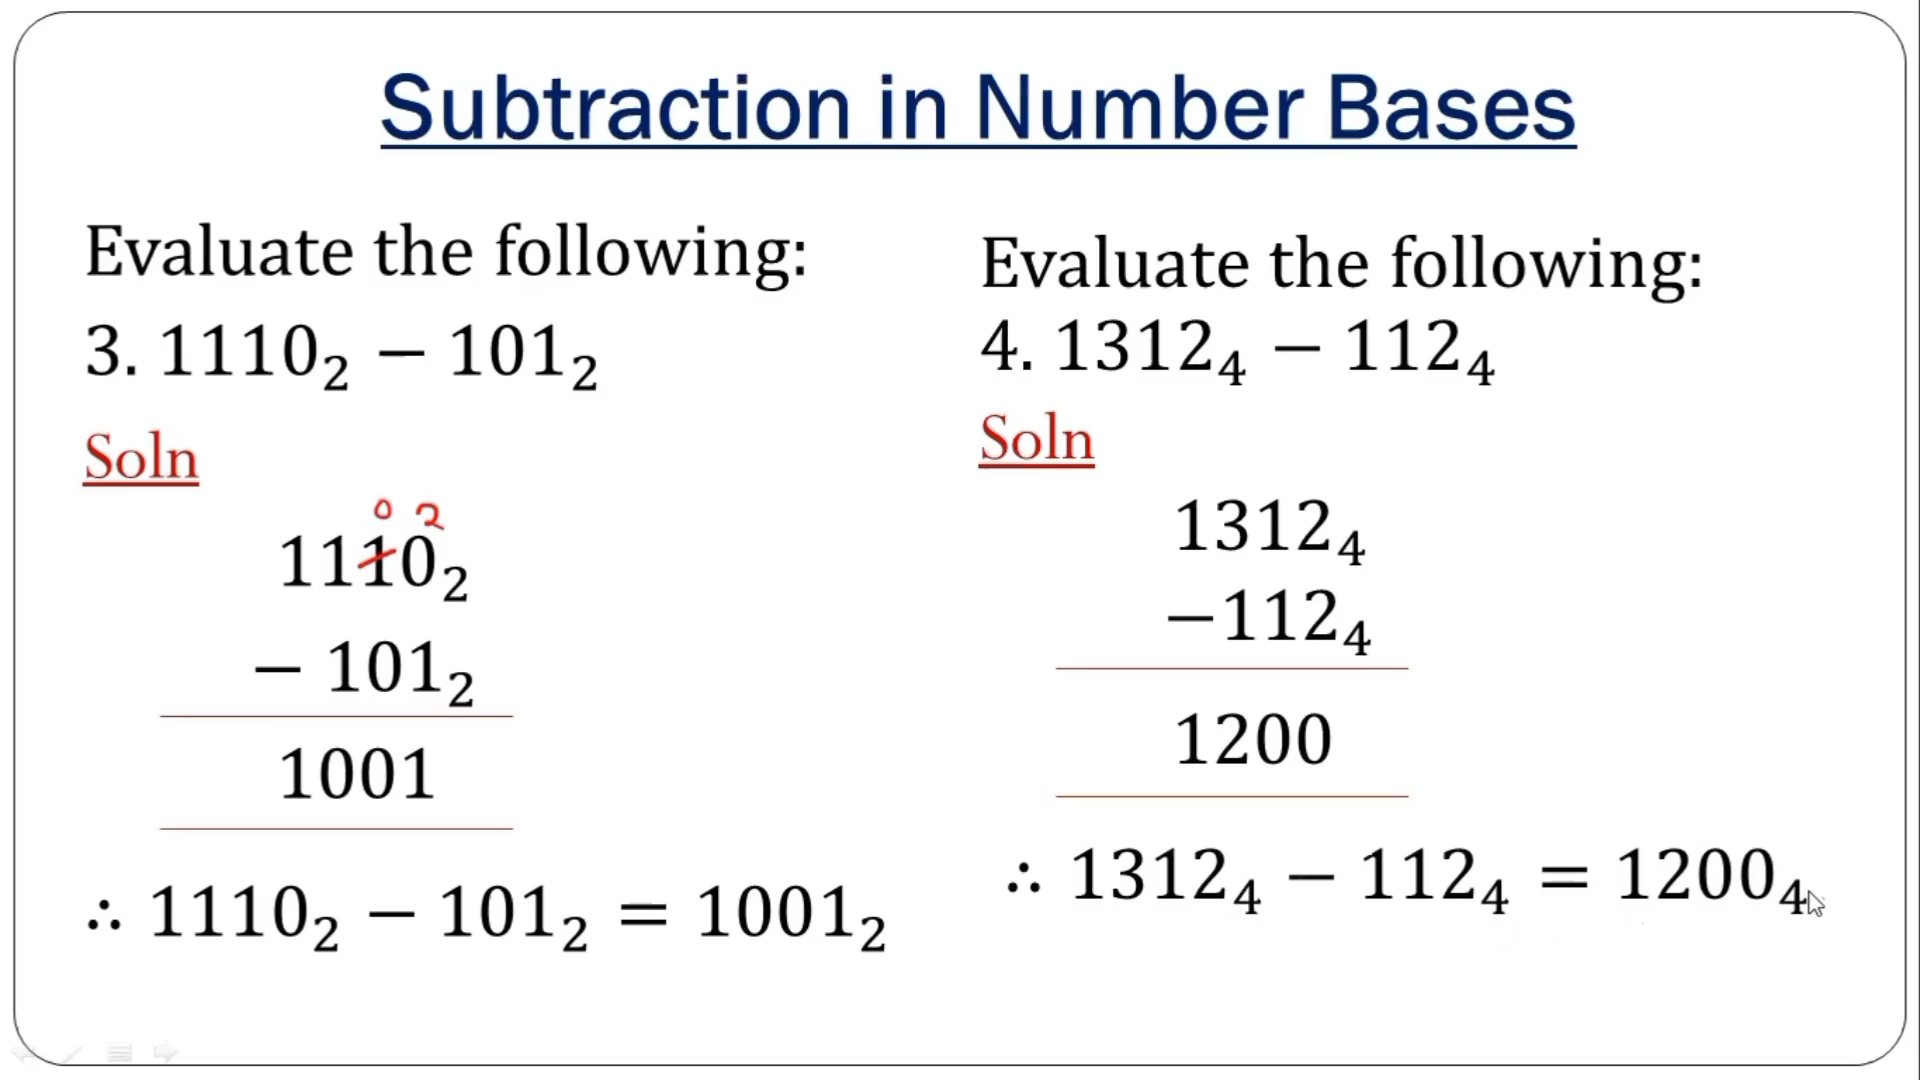 Subtraction in Number Bases
Evaluate the following:
3. 1110₂ − 101₂
Soln
0 2
1110₂
− 101₂
1001
∴ 1110₂ − 101₂ = 1001₂
Evaluate the following:
4. 1312₄ − 112₄
Soln
1312₄
−112₄
1200
∴ 1312₄ − 112₄ = 1200₄